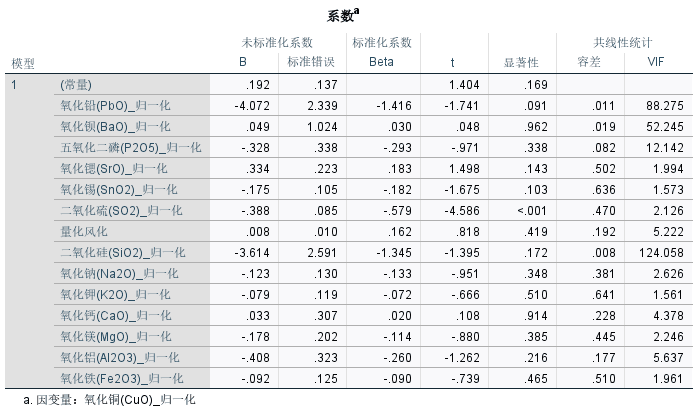 系数a
未标准化系数 标准化系数 共线性统计
模型 B 标准错误 Beta t 显著性 容差 VIF
1 (常量) .192 .137 1.404 .169
氧化铅(PbO)_归一化 -4.072 2.339 -1.416 -1.741 .091 .011 88.275
氧化钡(BaO)_归一化 .049 1.024 .030 .048 .962 .019 52.245
五氧化二磷(P2O5)_归一化 -.328 .338 -.293 -.971 .338 .082 12.142
氧化锶(SrO)_归一化 .334 .223 .183 1.498 .143 .502 1.994
氧化锡(SnO2)_归一化 -.175 .105 -.182 -1.675 .103 .636 1.573
二氧化硫(SO2)_归一化 -.388 .085 -.579 -4.586 <.001 .470 2.126
量化风化 .008 .010 .162 .818 .419 .192 5.222
二氧化硅(SiO2)_归一化 -3.614 2.591 -1.345 -1.395 .172 .008 124.058
氧化钠(Na2O)_归一化 -.123 .130 -.133 -.951 .348 .381 2.626
氧化钾(K2O)_归一化 -.079 .119 -.072 -.666 .510 .641 1.561
氧化钙(CaO)_归一化 .033 .307 .020 .108 .914 .228 4.378
氧化镁(MgO)_归一化 -.178 .202 -.114 -.880 .385 .445 2.246
氧化铝(Al2O3)_归一化 -.408 .323 -.260 -1.262 .216 .177 5.637
氧化铁(Fe2O3)_归一化 -.092 .125 -.090 -.739 .465 .510 1.961
a. 因变量：氧化铜(CuO)_归一化